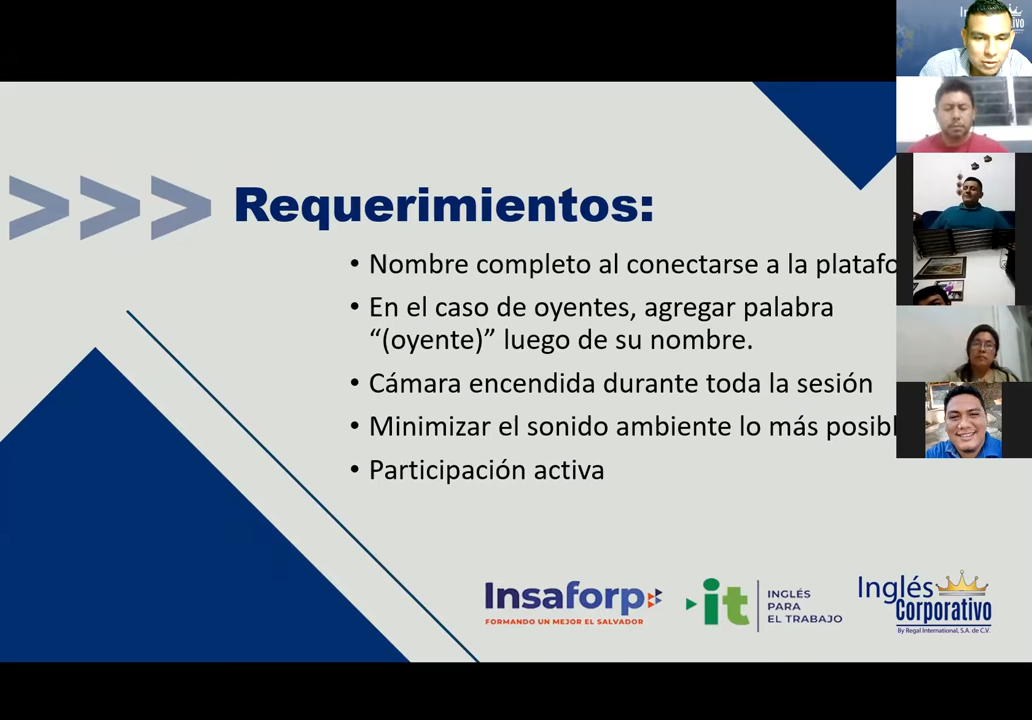 Requerimientos:
• Nombre completo al conectarse a la platafo
• En el caso de oyentes, agregar palabra
“(oyente)” luego de su nombre.
• Cámara encendida durante toda la sesión
• Minimizar el sonido ambiente lo más posibl
• Participación activa
Insaforp
FORMANDO UN MEJOR EL SALVADOR
it
INGLÉS
PARA
EL TRABAJO
Inglés
Corporativo
By Regal International, S.A. de C.V.